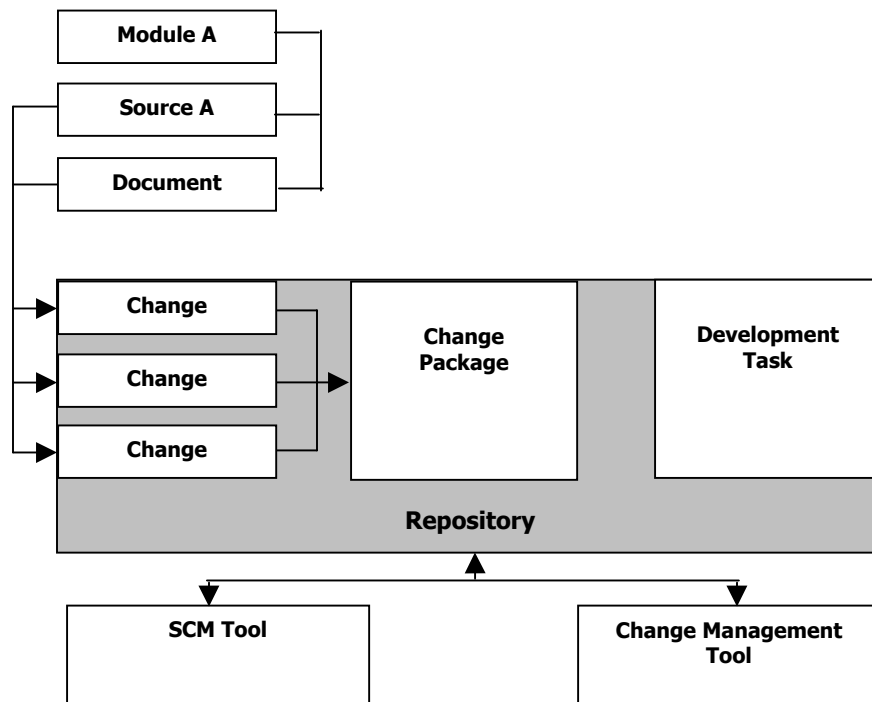 Module A
Source A
Document
Change
Change
Change
Change
Package
Development
Task
Repository
SCM Tool
Change Management
Tool